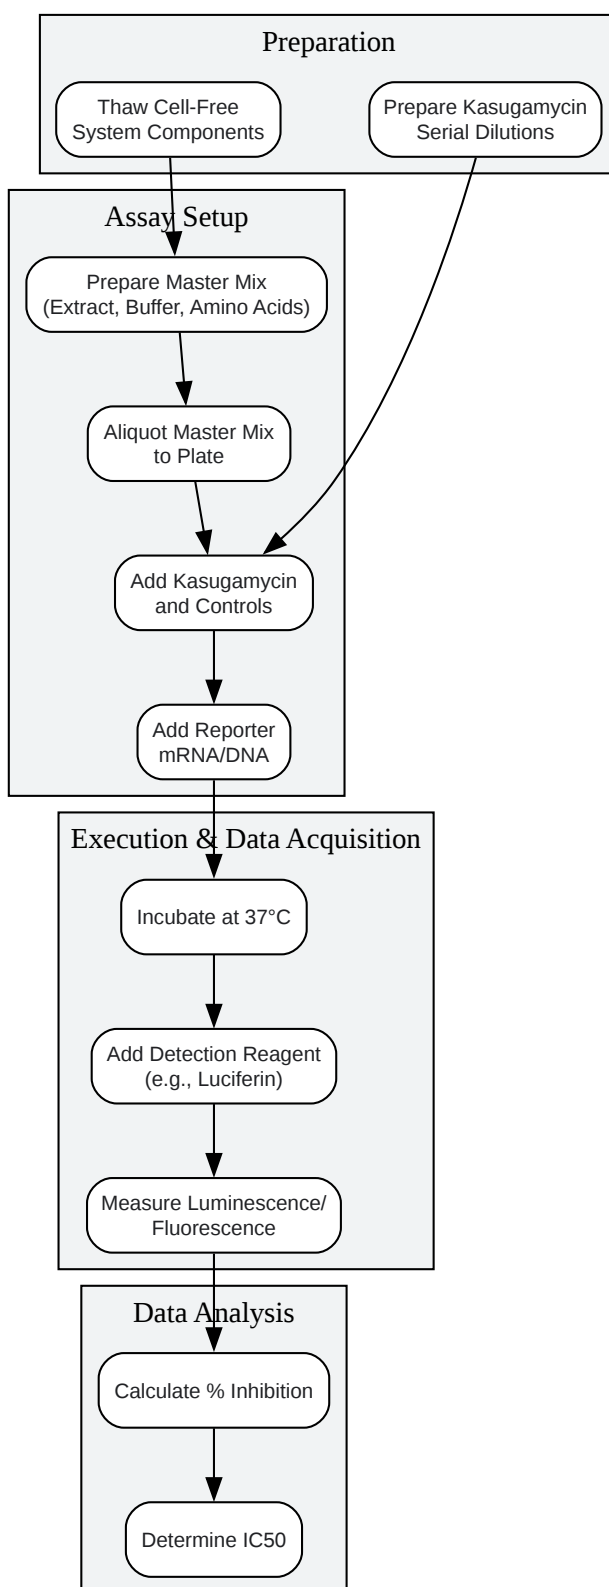 Preparation
Thaw Cell-Free
System Components
Prepare Kasugamycin
Serial Dilutions
Assay Setup
Prepare Master Mix
(Extract, Buffer, Amino Acids)
Aliquot Master Mix
to Plate
Add Kasugamycin
and Controls
Add Reporter
mRNA/DNA
Execution & Data Acquisition
Incubate at 37°C
Add Detection Reagent
(e.g., Luciferin)
Measure Luminescence/
Fluorescence
Data Analysis
Calculate % Inhibition
Determine IC50